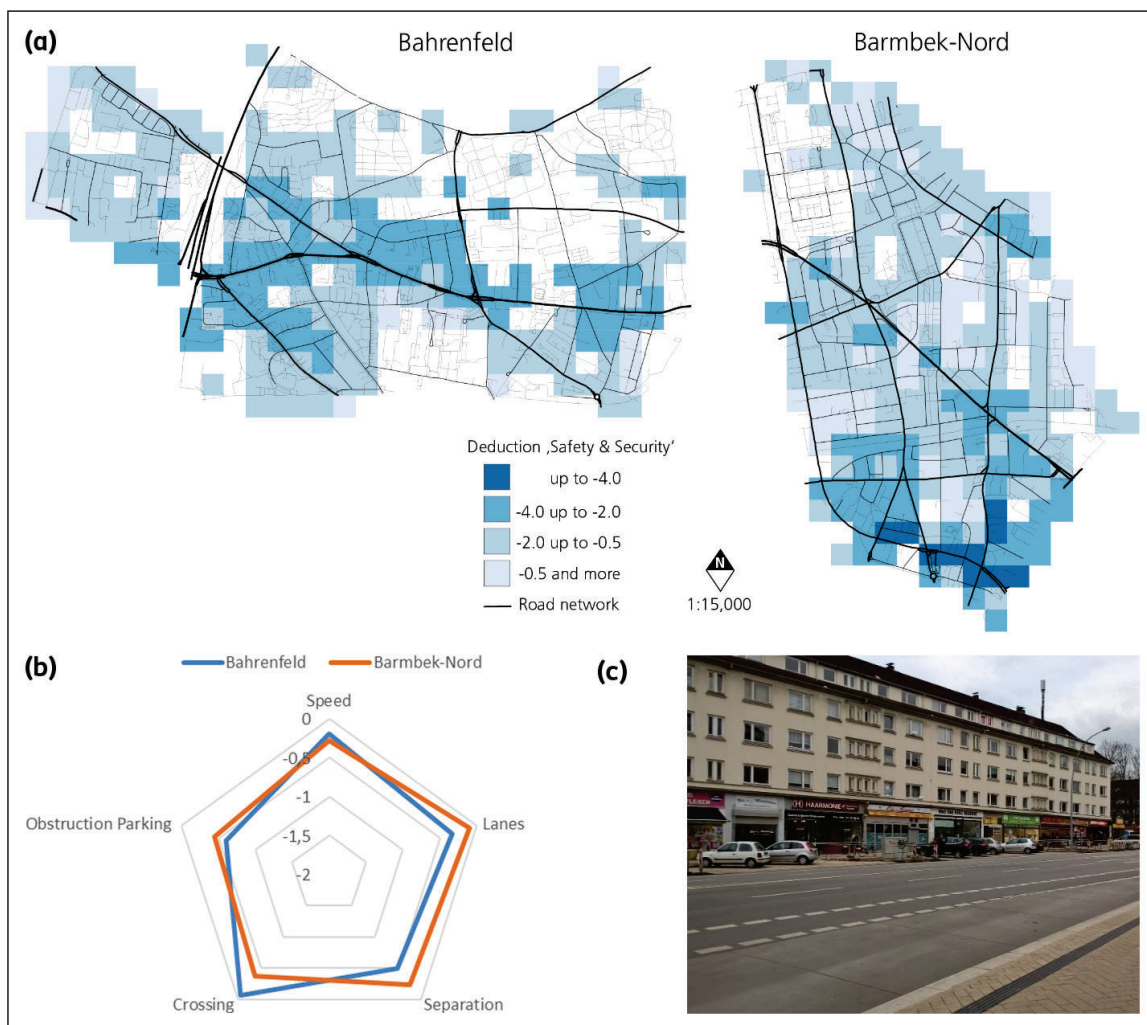 (a)
Bahrenfeld
Barmbek-Nord
Deduction ‚Safety & Security‘
up to -4.0
-4.0 up to -2.0
-2.0 up to -0.5
-0.5 and more
Road network
N
1:15,000
(b)
Bahrenfeld
Barmbek-Nord
Speed
0
-0,5
-1
-1,5
-2
Lanes
Separation
Crossing
Obstruction Parking
(c)
FLEISCH
(H) HAARMONIE